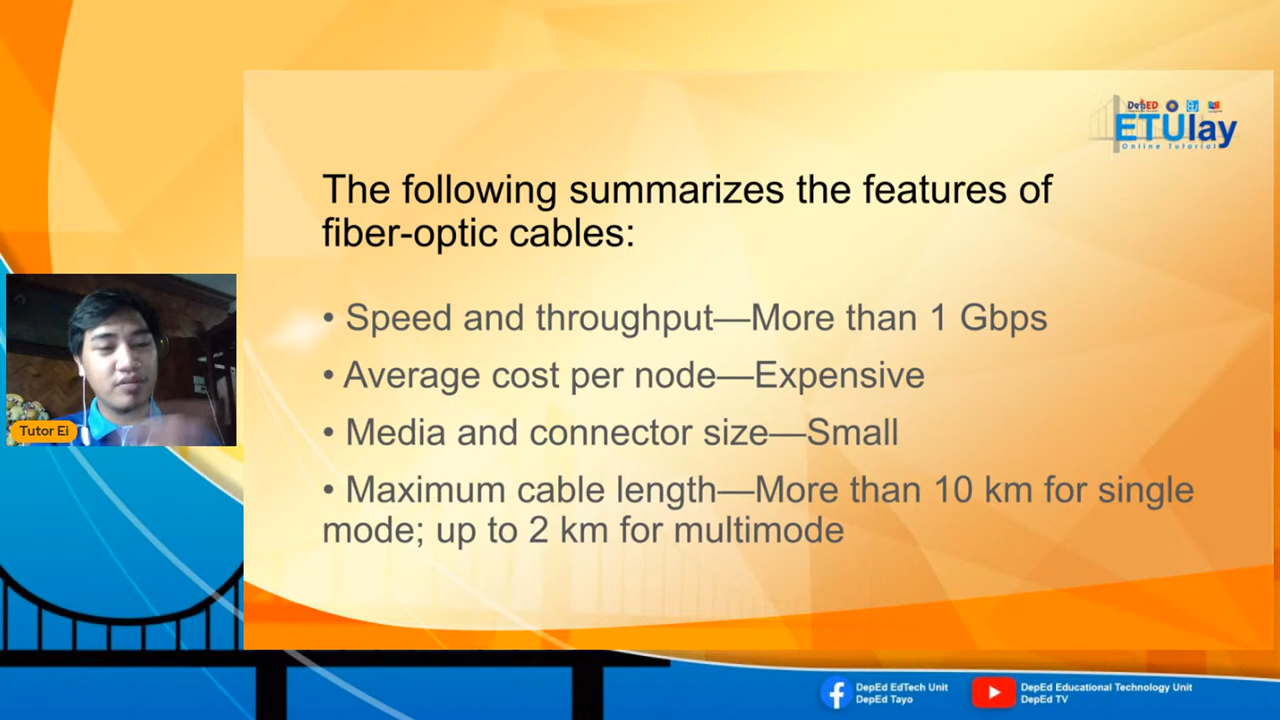 DepED
ETUlay
Online Tutorial
The following summarizes the features of
fiber-optic cables:
• Speed and throughput—More than 1 Gbps
• Average cost per node—Expensive
• Media and connector size—Small
• Maximum cable length—More than 10 km for single
mode; up to 2 km for multimode
Tutor Ei
DepEd EdTech Unit
DepEd Tayo
DepEd Educational Technology Unit
DepEd TV